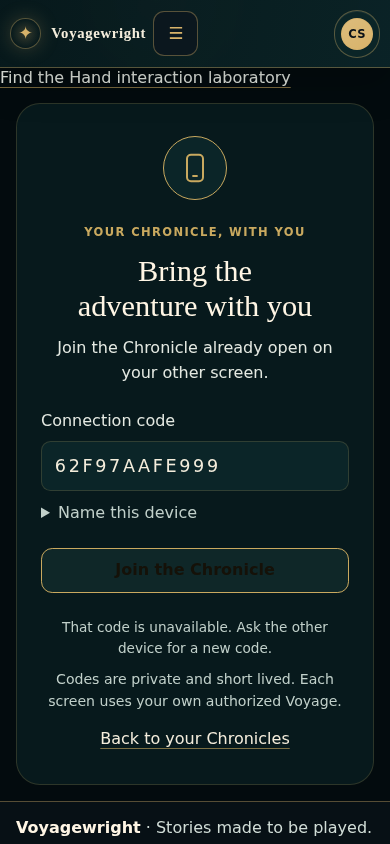 Voyagewright
CS
Find the Hand interaction laboratory
YOUR CHRONICLE, WITH YOU
Bring the
adventure with you
Join the Chronicle already open on
your other screen.
Connection code
62F97AAFE999
Name this device
Join the Chronicle
That code is unavailable. Ask the other
device for a new code.
Codes are private and short lived. Each
screen uses your own authorized Voyage.
Back to your Chronicles
Voyagewright · Stories made to be played.